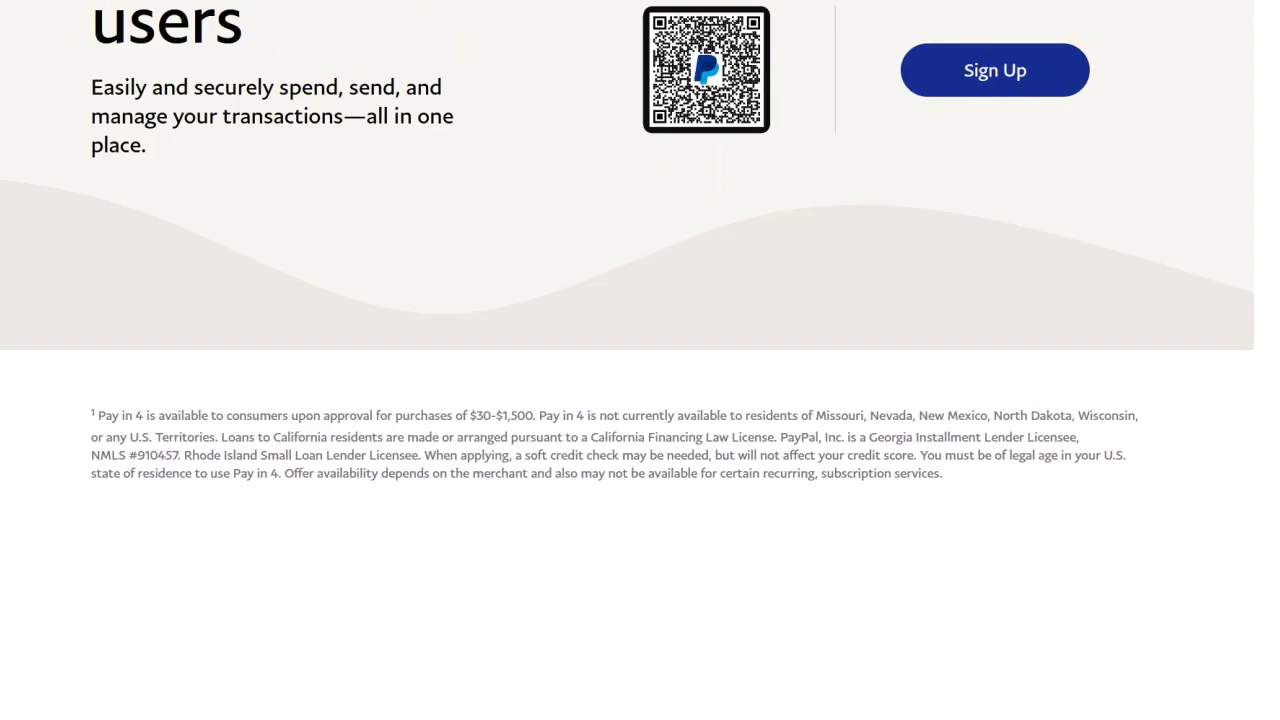 users
Easily and securely spend, send, and
manage your transactions—all in one
place.
Sign Up
¹ Pay in 4 is available to consumers upon approval for purchases of $30-$1,500. Pay in 4 is not currently available to residents of Missouri, Nevada, New Mexico, North Dakota, Wisconsin,
or any U.S. Territories. Loans to California residents are made or arranged pursuant to a California Financing Law License. PayPal, Inc. is a Georgia Installment Lender Licensee,
NMLS #910457. Rhode Island Small Loan Lender Licensee. When applying, a soft credit check may be needed, but will not affect your credit score. You must be of legal age in your U.S.
state of residence to use Pay in 4. Offer availability depends on the merchant and also may not be available for certain recurring, subscription services.